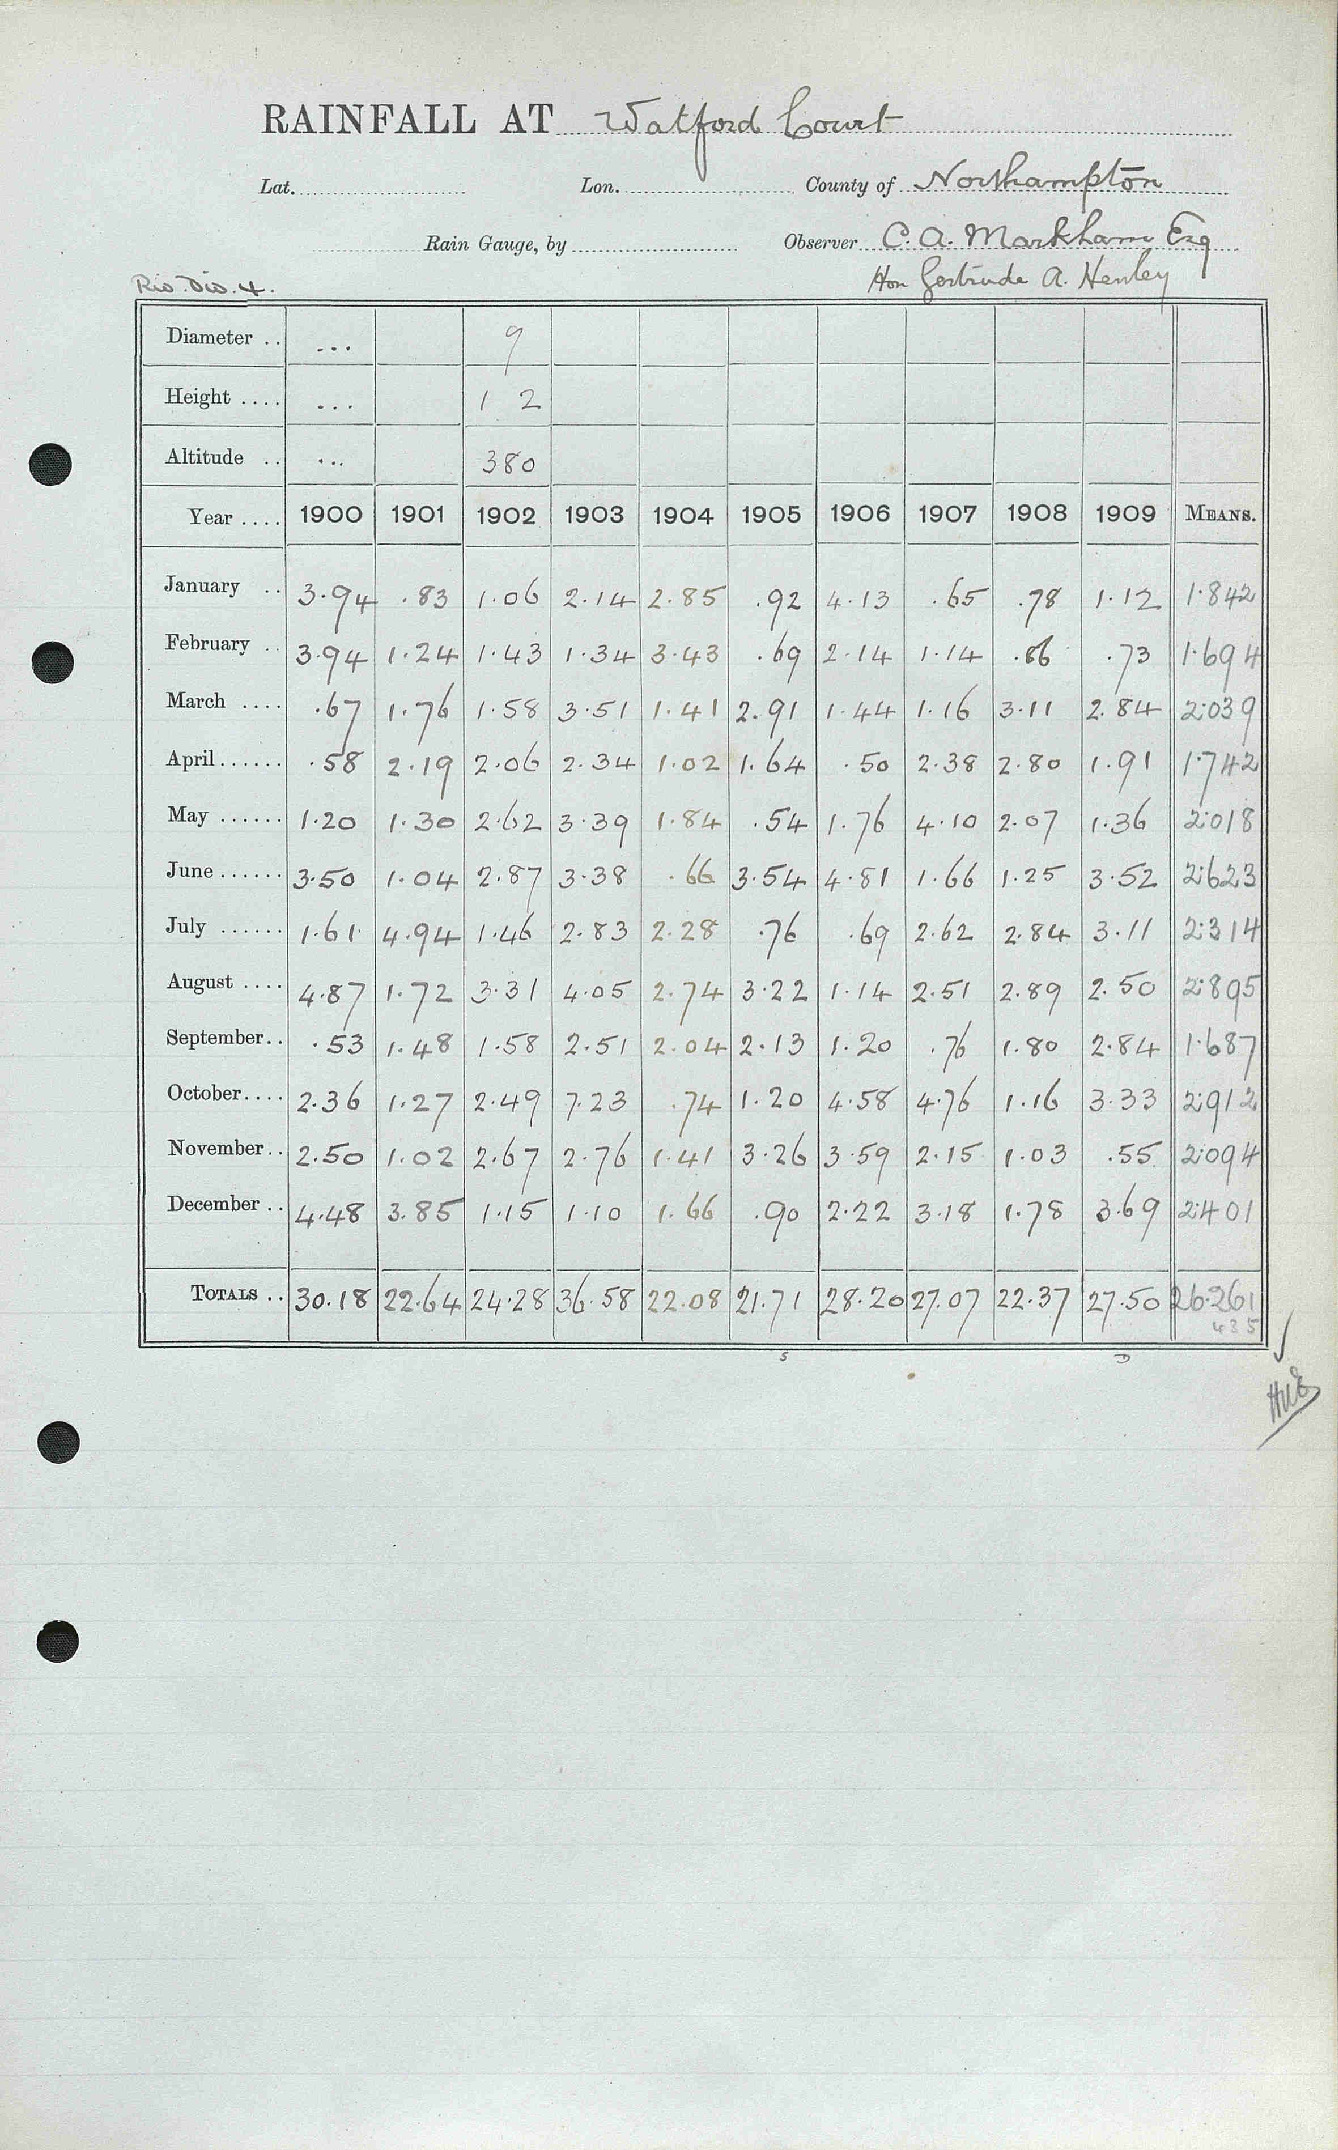 RAINFALL AT Watford Court
Lat. Lon. County of Northampton
Rain Gauge, by Observer C. A. Markham Esq
Riv. Dis. 4. Hon Gertrude A. Henley
Diameter .. ... 9
Height .... ... 1 2
Altitude .. ... 380
Year .... 1900 1901 1902 1903 1904 1905 1906 1907 1908 1909 MEANS.
January .. 3.94 .83 1.06 2.14 2.85 .92 4.13 .65 .78 1.12 1.842
February .. 3.94 1.24 1.43 1.34 3.43 .69 2.14 1.14 .86 .73 1.694
March .... .67 1.76 1.58 3.51 1.41 2.91 1.44 1.16 3.11 2.84 2.039
April...... .58 2.19 2.06 2.34 1.02 1.64 .50 2.38 2.80 1.91 1.742
May ...... 1.20 1.30 2.62 3.39 1.84 .54 1.76 4.10 2.07 1.36 2.018
June ...... 3.50 1.04 2.87 3.38 .66 3.54 4.81 1.66 1.25 3.52 2.623
July ...... 1.61 4.94 1.46 2.83 2.28 .76 .69 2.62 2.84 3.11 2.314
August .... 4.87 1.72 3.31 4.05 2.74 3.22 1.14 2.51 2.89 2.50 2.895
September.. .53 1.48 1.58 2.51 2.04 2.13 1.20 .76 1.80 2.84 1.687
October.... 2.36 1.27 2.49 7.23 .74 1.20 4.58 4.76 1.16 3.33 2.912
November.. 2.50 1.02 2.67 2.76 1.41 3.26 3.59 2.15 1.03 .55 2.094
December .. 4.48 3.85 1.15 1.10 1.66 .90 2.22 3.18 1.78 3.69 2.401
TOTALS .. 30.18 22.64 24.28 36.58 22.08 21.71 28.20 27.07 22.37 27.50 26.261
435
S D